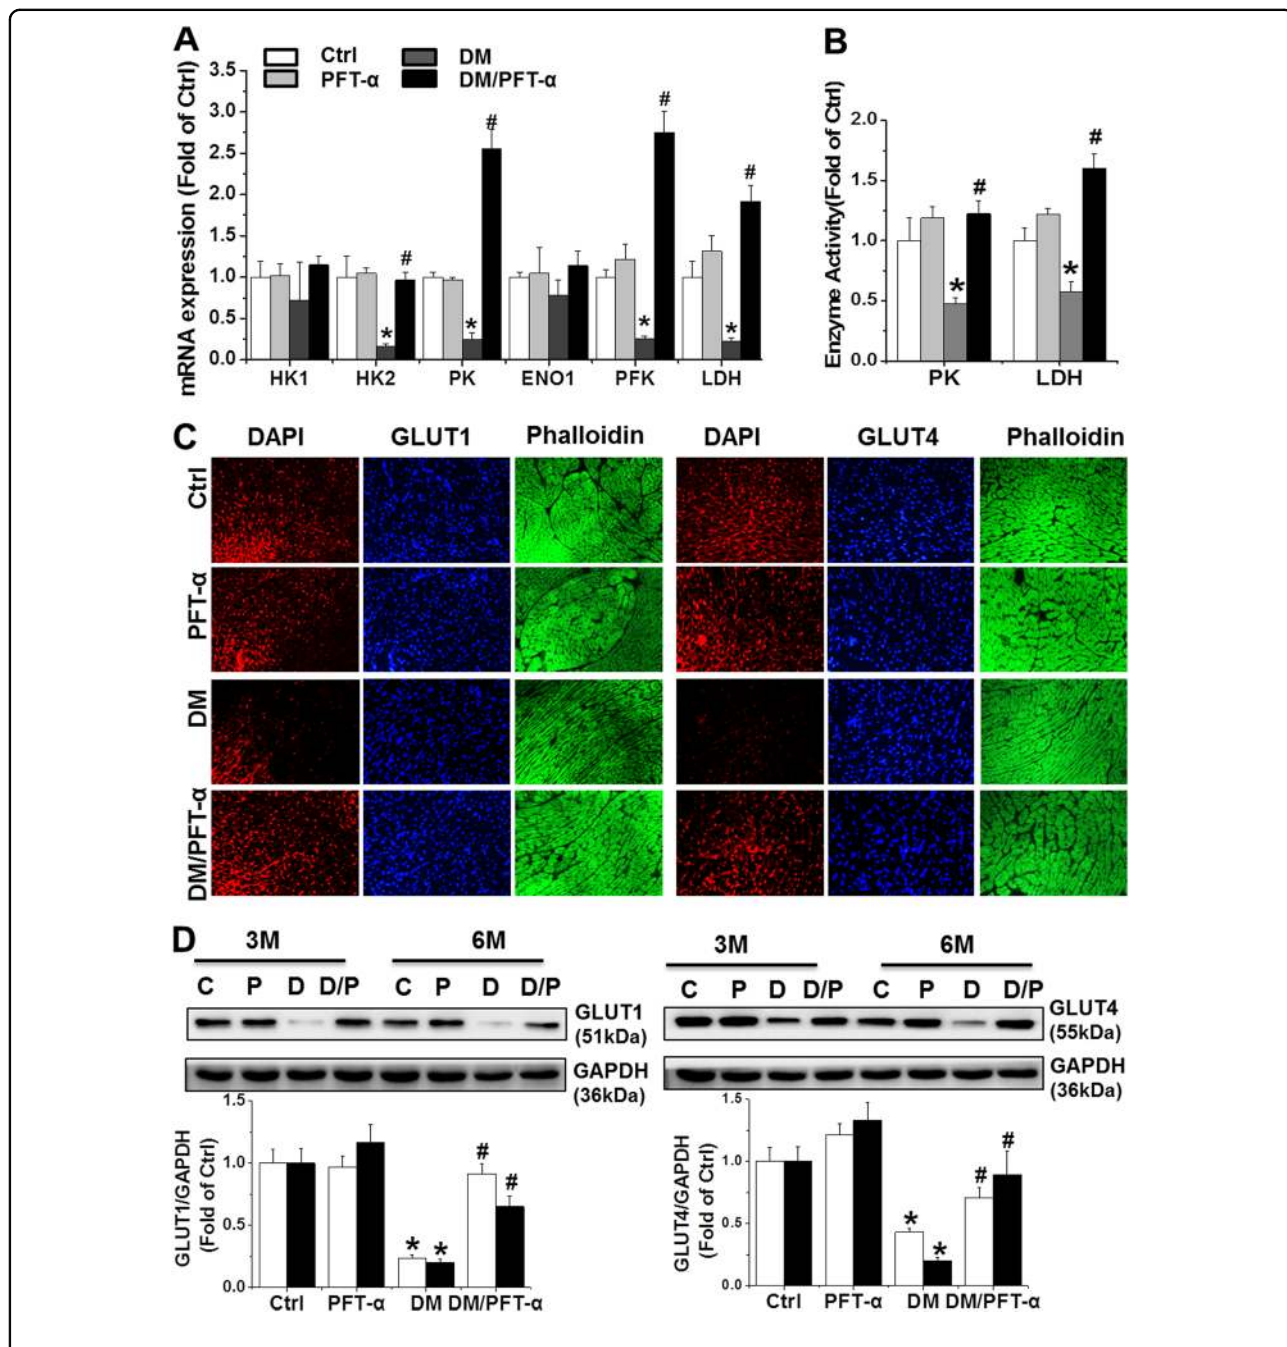 A
Ctrl
DM
PFT-α
DM/PFT-α
mRNA expression (Fold of Ctrl)
3.5
3.0
2.5
2.0
1.5
1.0
0.5
0.0
#
#
#
#
*
*
*
*
HK1
HK2
PK
ENO1
PFK
LDH
B
Enzyme Activity(Fold of Ctrl)
2.0
1.5
1.0
0.5
0.0
#
#
*
*
PK
LDH
C
DAPI
GLUT1
Phalloidin
DAPI
GLUT4
Phalloidin
Ctrl
PFT-α
DM
DM/PFT-α
D
3M
6M
C P D D/P C P D D/P
GLUT1
(51kDa)
GAPDH
(36kDa)
3M
6M
C P D D/P C P D D/P
GLUT4
(55kDa)
GAPDH
(36kDa)
GLUT1/GAPDH
(Fold of Ctrl)
1.5
1.0
0.5
0.0
*
*
#
#
Ctrl
PFT-α
DM
DM/PFT-α
GLUT4/GAPDH
(Fold of Ctrl)
1.5
1.0
0.5
0.0
*
*
#
#
Ctrl
PFT-α
DM
DM/PFT-α